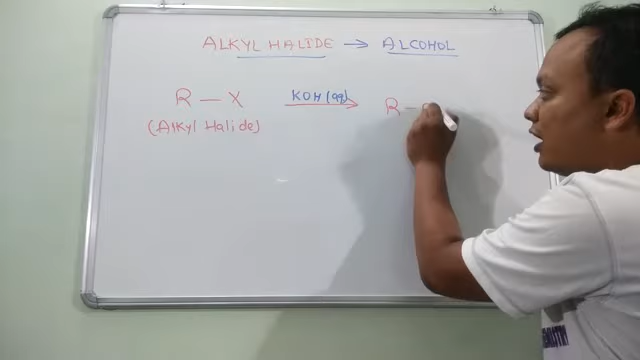 ALKYL HALIDE → ALCOHOL
R — X KOH (aq) R —
(Alkyl Halide)